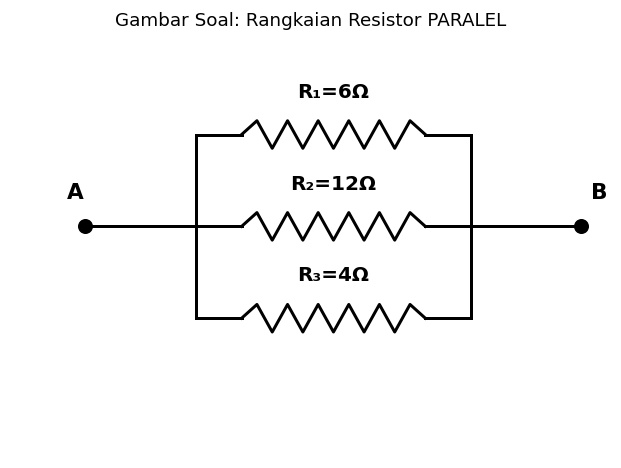 Gambar Soal: Rangkaian Resistor PARALEL
R₁=6Ω
R₂=12Ω
A
B
R₃=4Ω